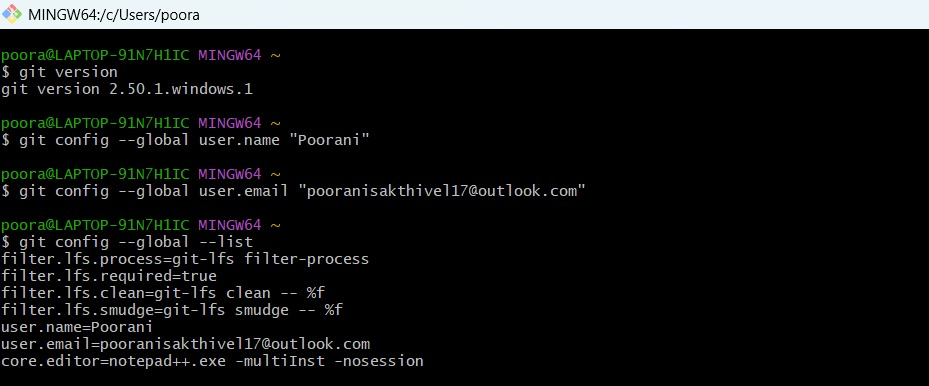 MINGW64:/c/Users/poora
poora@LAPTOP-91N7H1IC MINGW64 ~
$ git version
git version 2.50.1.windows.1
poora@LAPTOP-91N7H1IC MINGW64 ~
$ git config --global user.name "Poorani"
poora@LAPTOP-91N7H1IC MINGW64 ~
$ git config --global user.email "pooranisakthivel17@outlook.com"
poora@LAPTOP-91N7H1IC MINGW64 ~
$ git config --global --list
filter.lfs.process=git-lfs filter-process
filter.lfs.required=true
filter.lfs.clean=git-lfs clean -- %f
filter.lfs.smudge=git-lfs smudge -- %f
user.name=Poorani
user.email=pooranisakthivel17@outlook.com
core.editor=notepad++.exe -multiInst -nosession